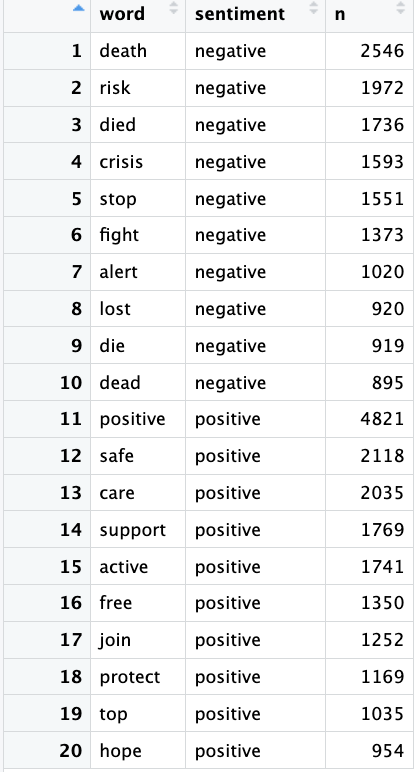 word sentiment n
1 death negative 2546
2 risk negative 1972
3 died negative 1736
4 crisis negative 1593
5 stop negative 1551
6 fight negative 1373
7 alert negative 1020
8 lost negative 920
9 die negative 919
10 dead negative 895
11 positive positive 4821
12 safe positive 2118
13 care positive 2035
14 support positive 1769
15 active positive 1741
16 free positive 1350
17 join positive 1252
18 protect positive 1169
19 top positive 1035
20 hope positive 954